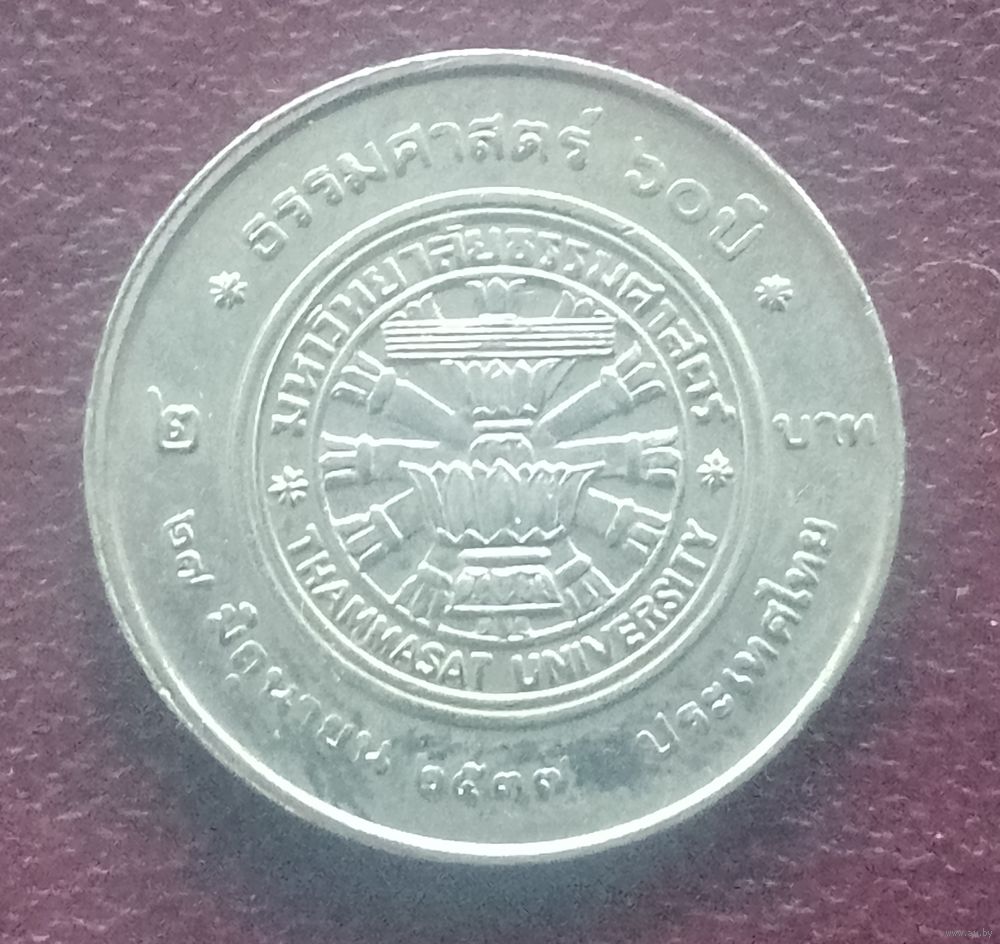 ธรรมศาสตร์ ๖๐ ปี
มหาวิทยาลัยธรรมศาสตร์
THAMMASAT UNIVERSITY
๒ บาท
๒๗ มิถุนายน ๒๕๓๗ ประเทศไทย
www.ay.by